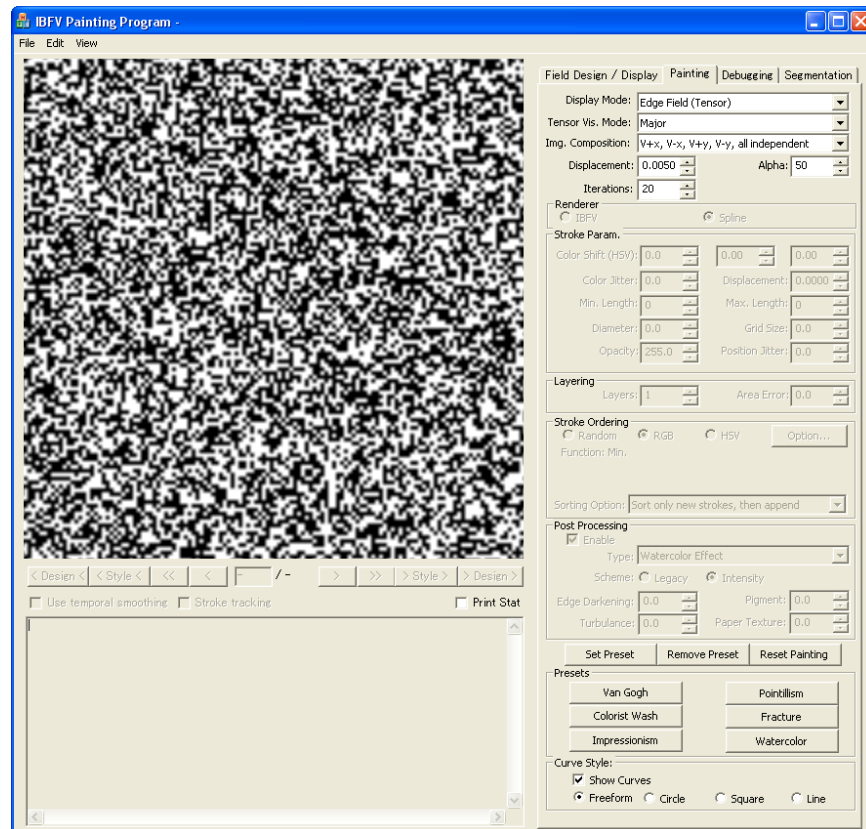 IBFV Painting Program -
File Edit View
Field Design / Display Painting Debugging Segmentation
Display Mode: Edge Field (Tensor)
Tensor Vis. Mode: Major
Img. Composition: V+x, V-x, V+y, V-y, all independent
Displacement: 0.0050 Alpha: 50
Iterations: 20
Renderer
IBFV Spline
Stroke Param.
Color Shift (HSV): 0.0 0.00 0.00
Color Jitter: 0.0 Displacement: 0.0000
Min. Length: 0 Max. Length: 0
Diameter: 0.0 Grid Size: 0.0
Opacity: 255.0 Position Jitter: 0.0
Layering
Layers: 1 Area Error: 0.0
Stroke Ordering
Random RGB HSV Option...
Function: Min.
Sorting Option: Sort only new strokes, then append
Post Processing
Enable
Type: Watercolor Effect
Scheme: Legacy Intensity
Edge Darkening: 0.0 Pigment: 0.0
Turbulance: 0.0 Paper Texture: 0.0
Set Preset Remove Preset Reset Painting
Presets
Van Gogh Pointillism
Colorist Wash Fracture
Impressionism Watercolor
Curve Style:
Show Curves
Freeform Circle Square Line
< Design < < Style < << < - / - > >> > Style > > Design >
Use temporal smoothing Stroke tracking Print Stat